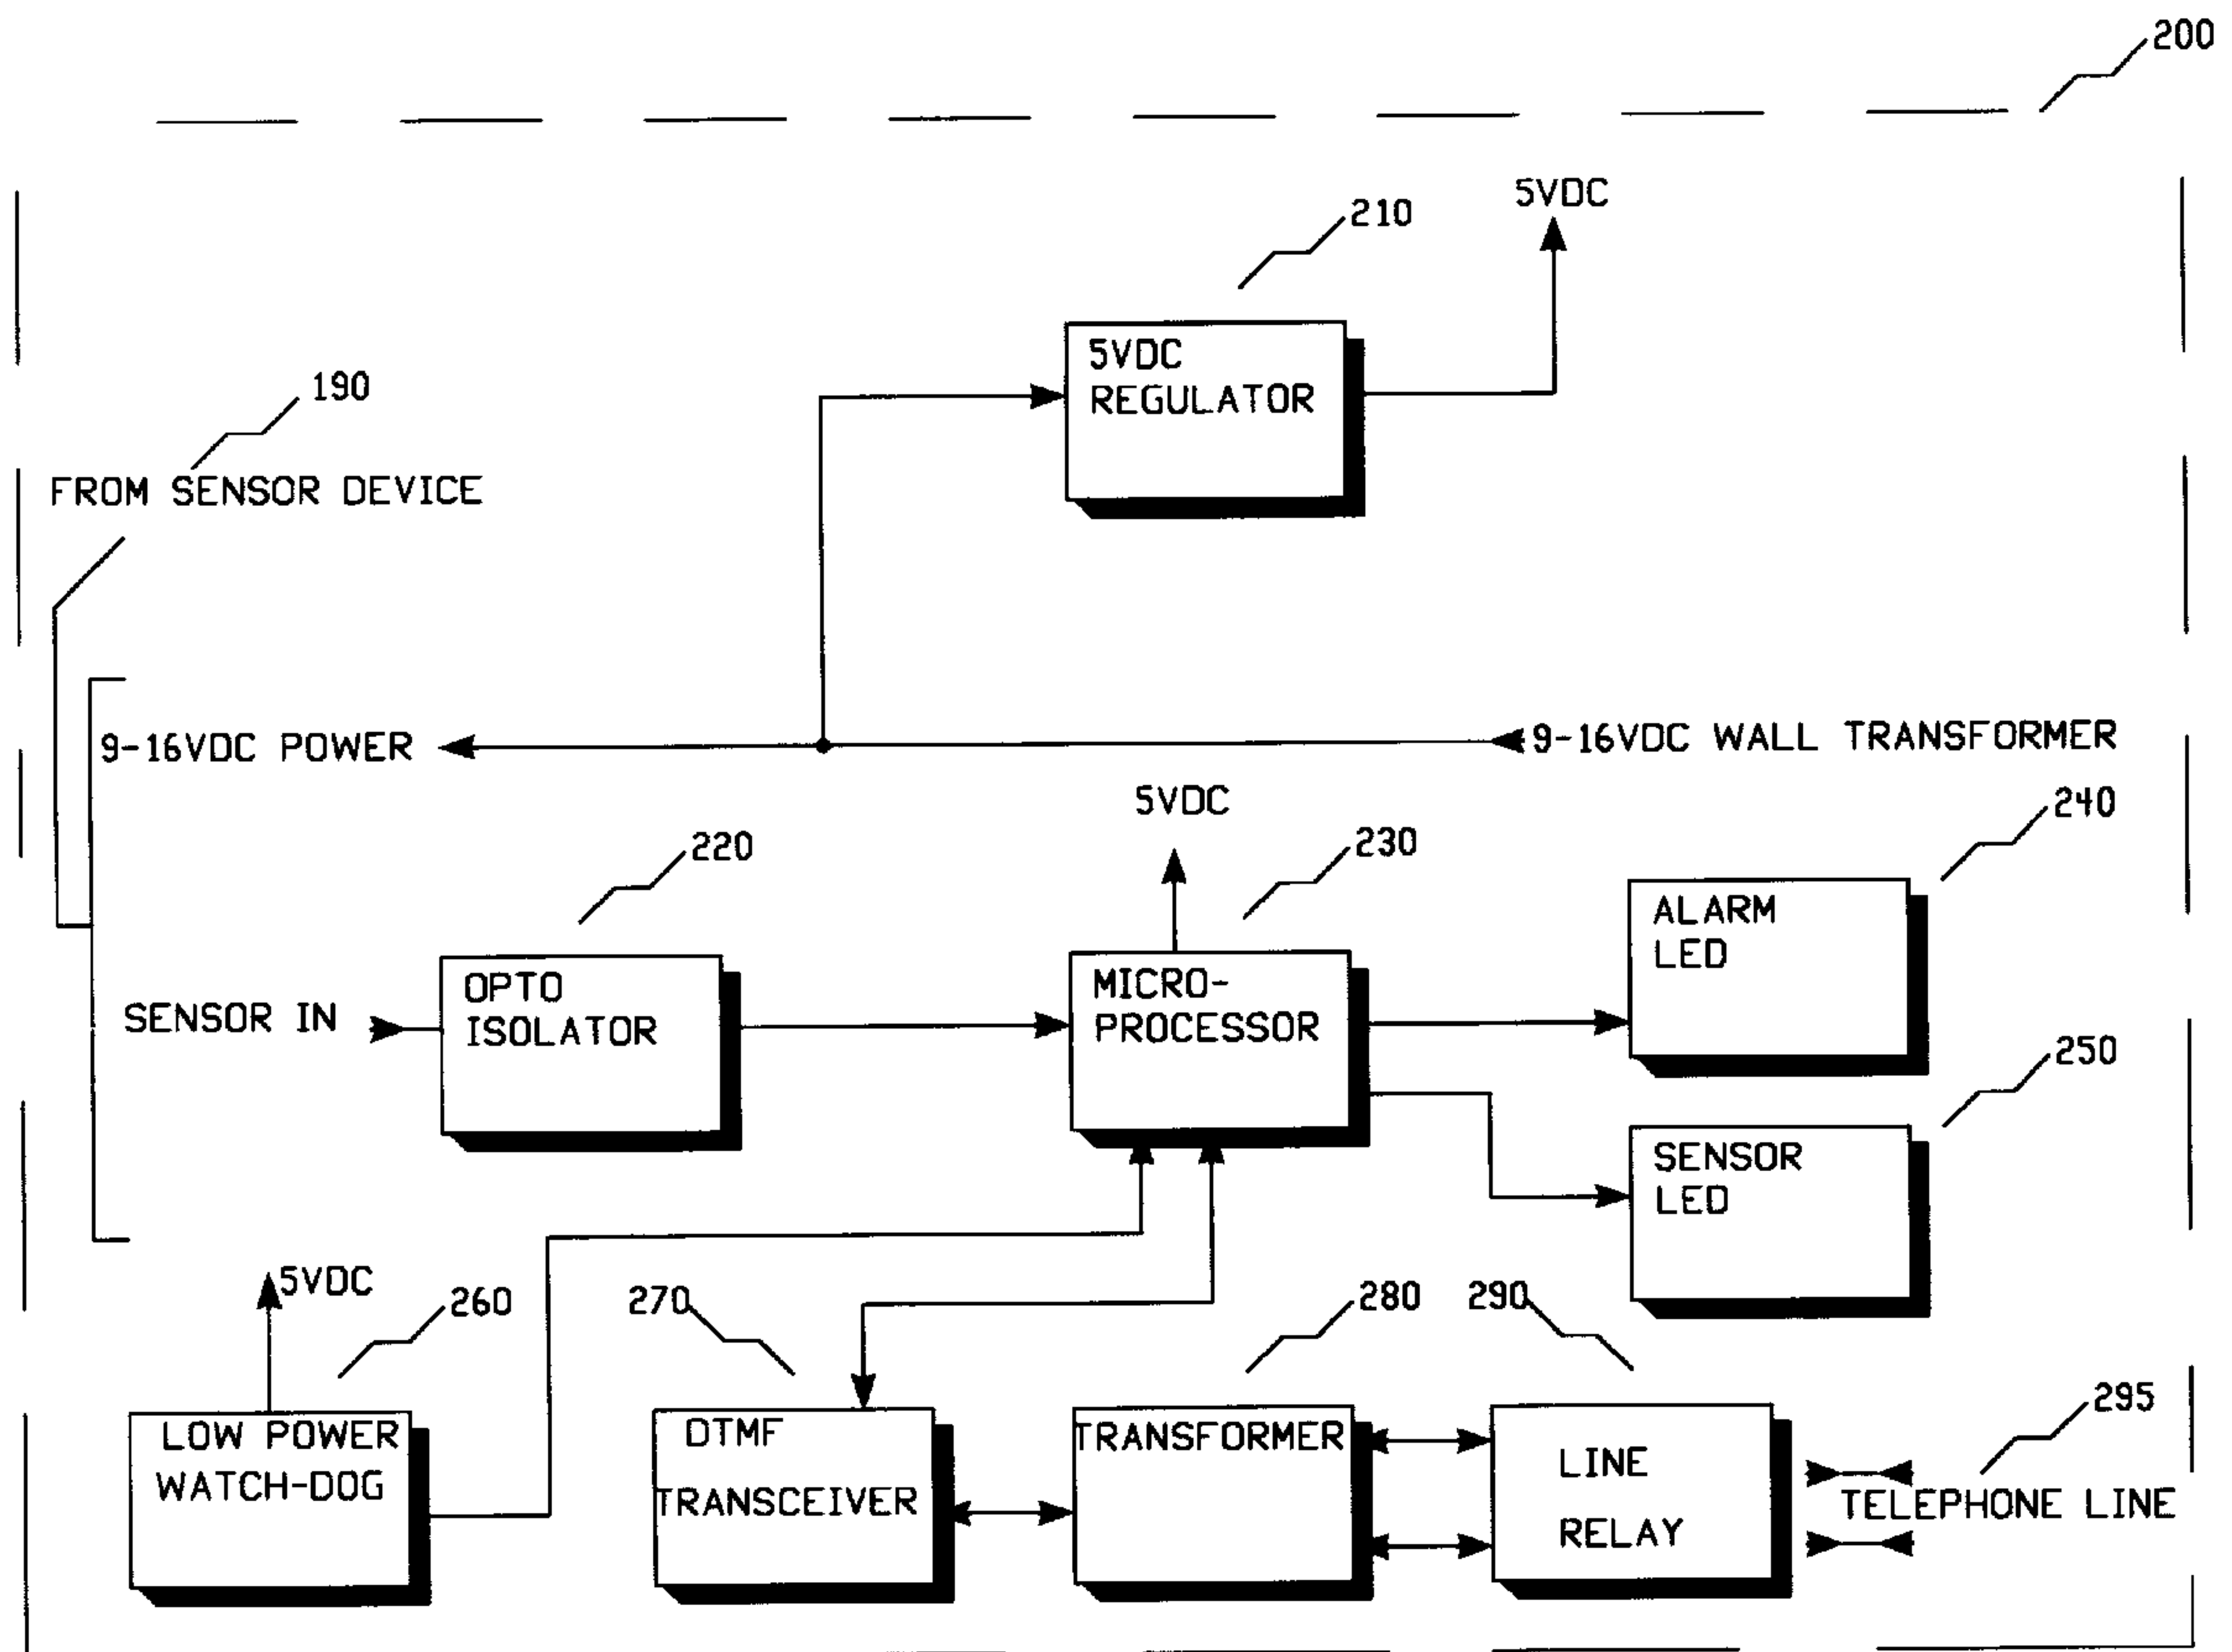 200
5VDC
210
5VDC
REGULATOR
190
FROM SENSOR DEVICE
9-16VDC POWER
9-16VDC WALL TRANSFORMER
5VDC
240
220
230
ALARM
LED
OPTO
ISOLATOR
MICRO-
PROCESSOR
SENSOR IN
250
SENSOR
LED
5VDC
260
270
280
290
295
LOW POWER
WATCH-DOG
DTMF
TRANSCEIVER
TRANSFORMER
LINE
RELAY
TELEPHONE LINE